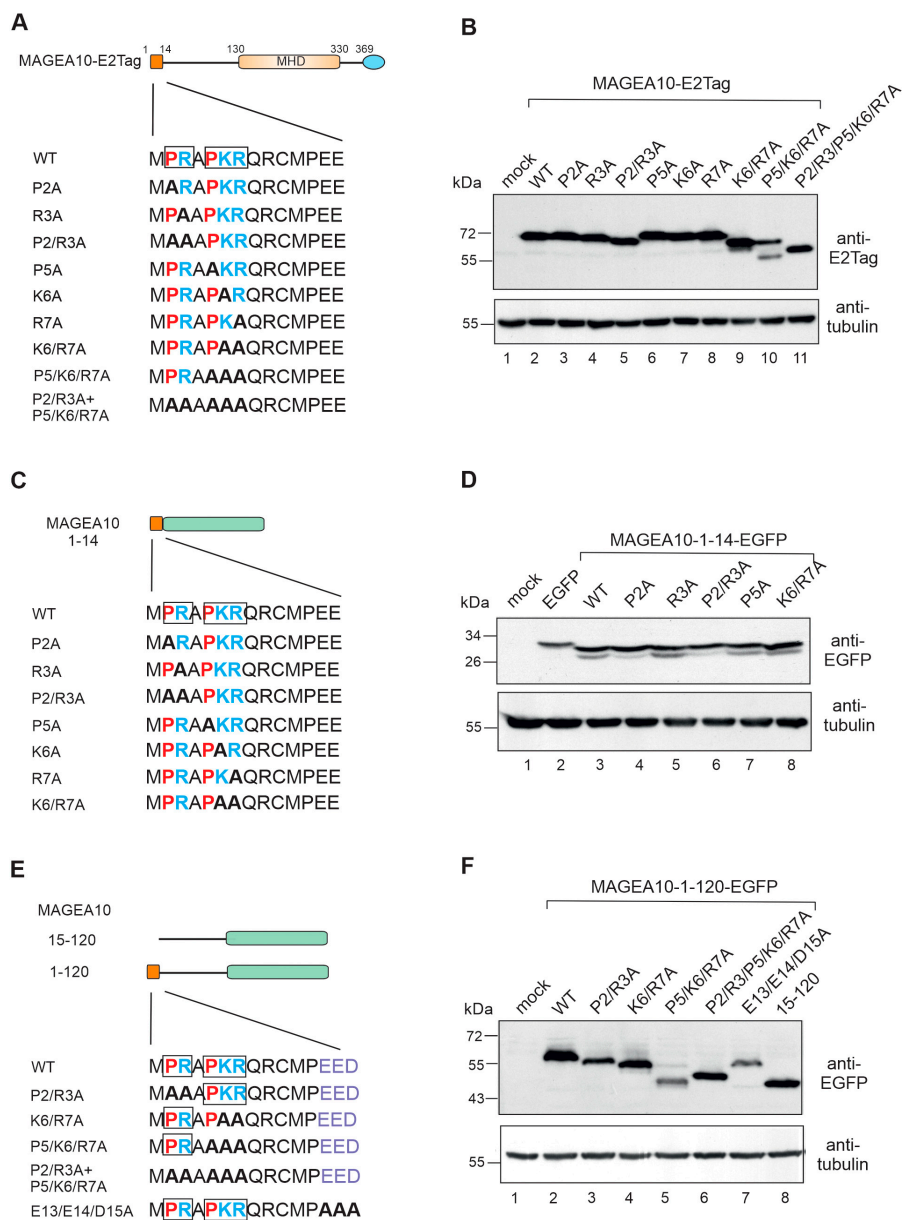 A
1 14 130 330 369
MAGEA10-E2Tag MHD
WT MPRAPKRQRCMPEE
P2A MARAPKRQRCMPEE
R3A MPAAPKRQRCMPEE
P2/R3A MAAAPKRQRCMPEE
P5A MPRAAKRQRCMPEE
K6A MPRAPARQRCMPEE
R7A MPRAPKAQRCMPEE
K6/R7A MPRAPAAQRCMPEE
P5/K6/R7A MPRAAAAQRCMPEE
P2/R3A+
P5/K6/R7A MAAAAAAQRCMPEE
B
MAGEA10-E2Tag
mock WT P2A R3A P2/R3A P5A K6A R7A K6/R7A P5/K6/R7A P2/R3/P5/K6/R7A
kDa
72
55
anti-
E2Tag
55
anti-
tubulin
1 2 3 4 5 6 7 8 9 10 11
C
MAGEA10
1-14
WT MPRAPKRQRCMPEE
P2A MARAPKRQRCMPEE
R3A MPAAPKRQRCMPEE
P2/R3A MAAAPKRQRCMPEE
P5A MPRAAKRQRCMPEE
K6A MPRAPARQRCMPEE
R7A MPRAPKAQRCMPEE
K6/R7A MPRAPAAQRCMPEE
D
MAGEA10-1-14-EGFP
mock EGFP WT P2A R3A P2/R3A P5A K6/R7A
kDa
34
26
anti-
EGFP
55
anti-
tubulin
1 2 3 4 5 6 7 8
E
MAGEA10
15-120
1-120
WT MPRAPKRQRCMPEED
P2/R3A MAAAPKRQRCMPEED
K6/R7A MPRAPAAQRCMPEED
P5/K6/R7A MPRAAAAQRCMPEED
P2/R3A+
P5/K6/R7A MAAAAAAQRCMPEED
E13/E14/D15A MPRAPKRQRCMPAAA
F
MAGEA10-1-120-EGFP
mock WT P2/R3A K6/R7A P5/K6/R7A P2/R3/P5/K6/R7A E13/E14/D15A 15-120
kDa
72
55
43
anti-
EGFP
55
anti-
tubulin
1 2 3 4 5 6 7 8